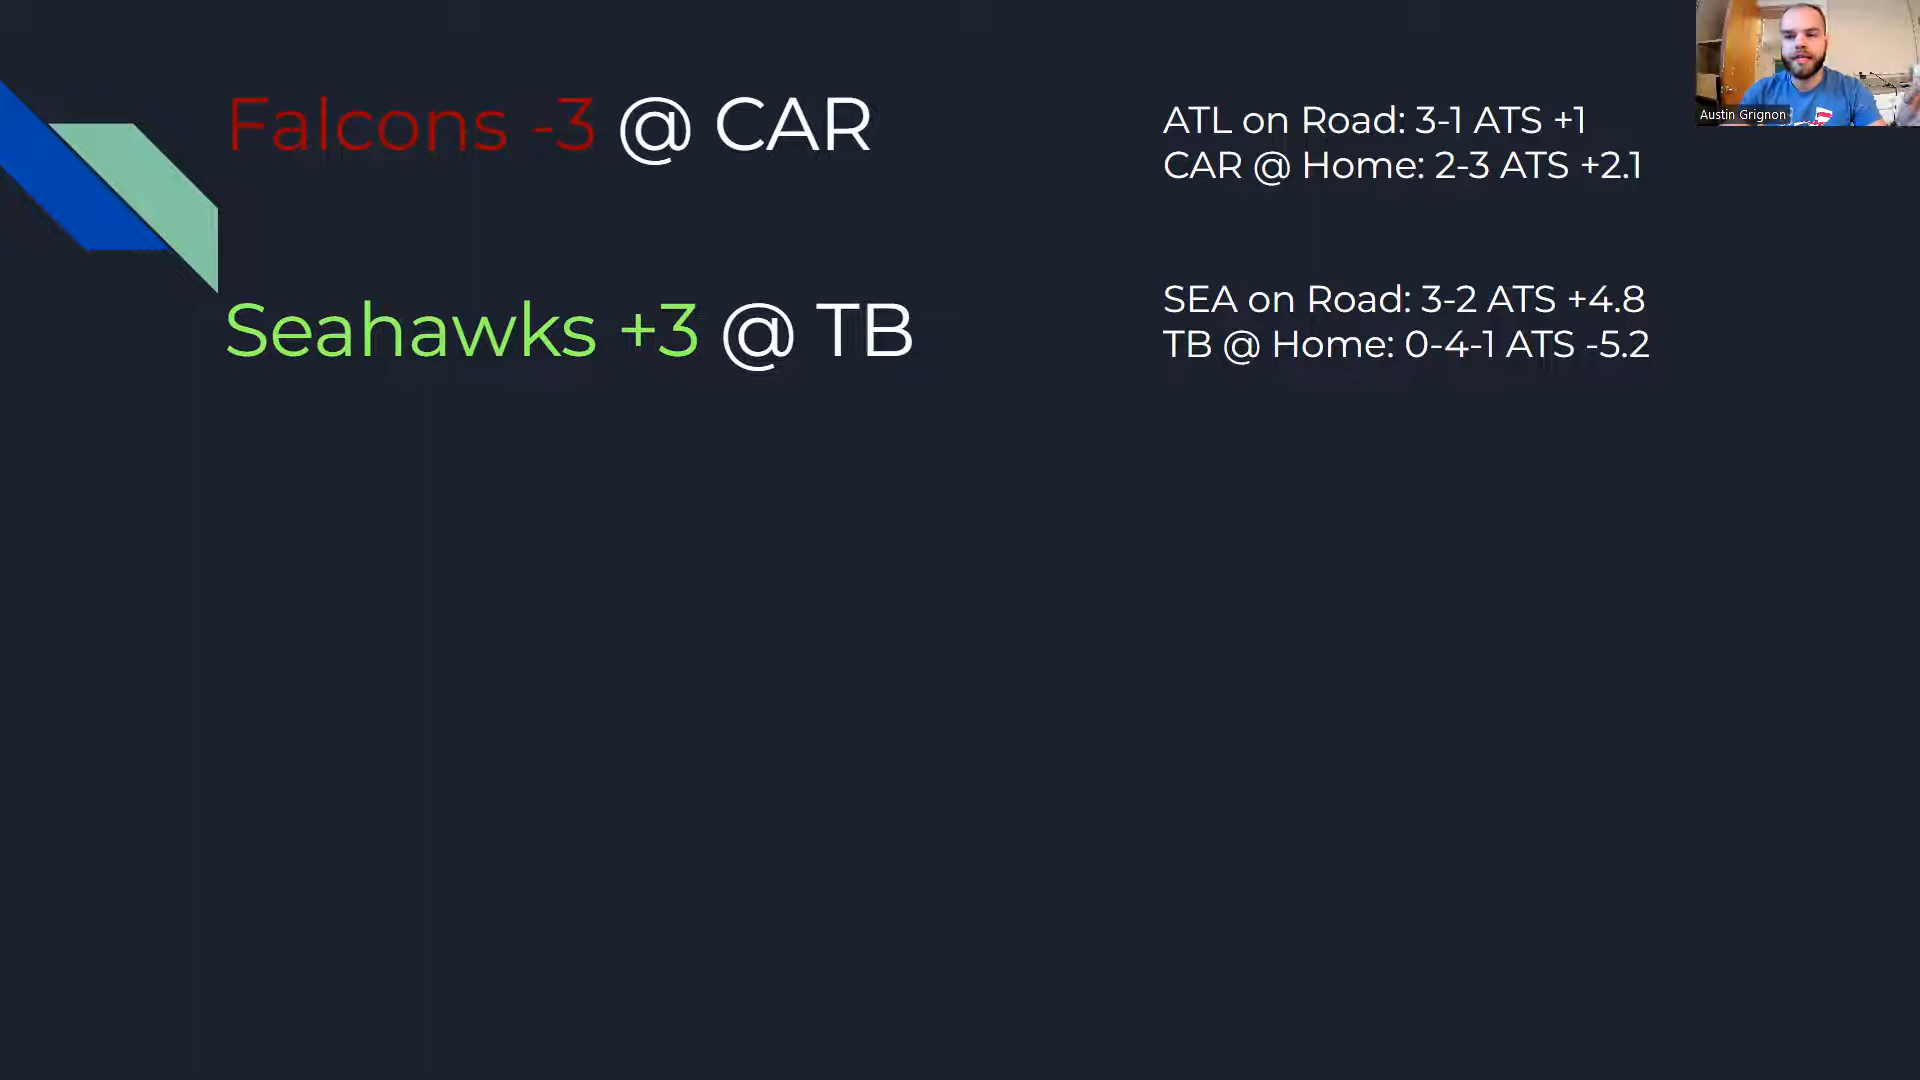 Falcons -3 @ CAR
ATL on Road: 3-1 ATS +1
CAR @ Home: 2-3 ATS +2.1
Seahawks +3 @ TB
SEA on Road: 3-2 ATS +4.8
TB @ Home: 0-4-1 ATS -5.2
Austin Grignon